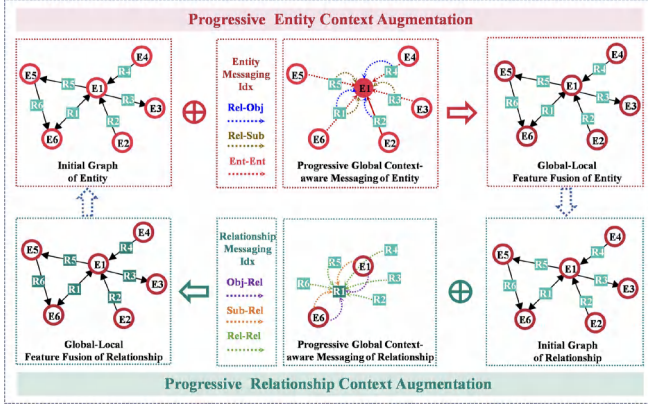 Progressive Entity Context Augmentation
E5
E4
E1
R5
R4
R3
E3
R6
R1
R2
E6
E2
Initial Graph
of Entity
Entity
Messaging
Idx
Rel-Obj
Rel-Sub
Ent-Ent
E5
E4
E1
R5
R4
R3
E3
R1
R2
E6
E2
Progressive Global Context-
aware Messaging of Entity
E5
E4
E1
R5
R4
R3
E3
R6
R1
R2
E6
E2
Global-Local
Feature Fusion of Entity
E5
E4
E1
R5
R4
R3
E3
R6
R1
R2
E6
E2
Global-Local
Feature Fusion of Relationship
Relationship
Messaging
Idx
Obj-Rel
Sub-Rel
Rel-Rel
R4
R5
E1
R3
R6
R1
R2
E6
Progressive Global Context-
aware Messaging of Relationship
E5
E4
E1
R5
R4
R3
E3
R6
R1
R2
E6
E2
Initial Graph
of Relationship
Progressive Relationship Context Augmentation